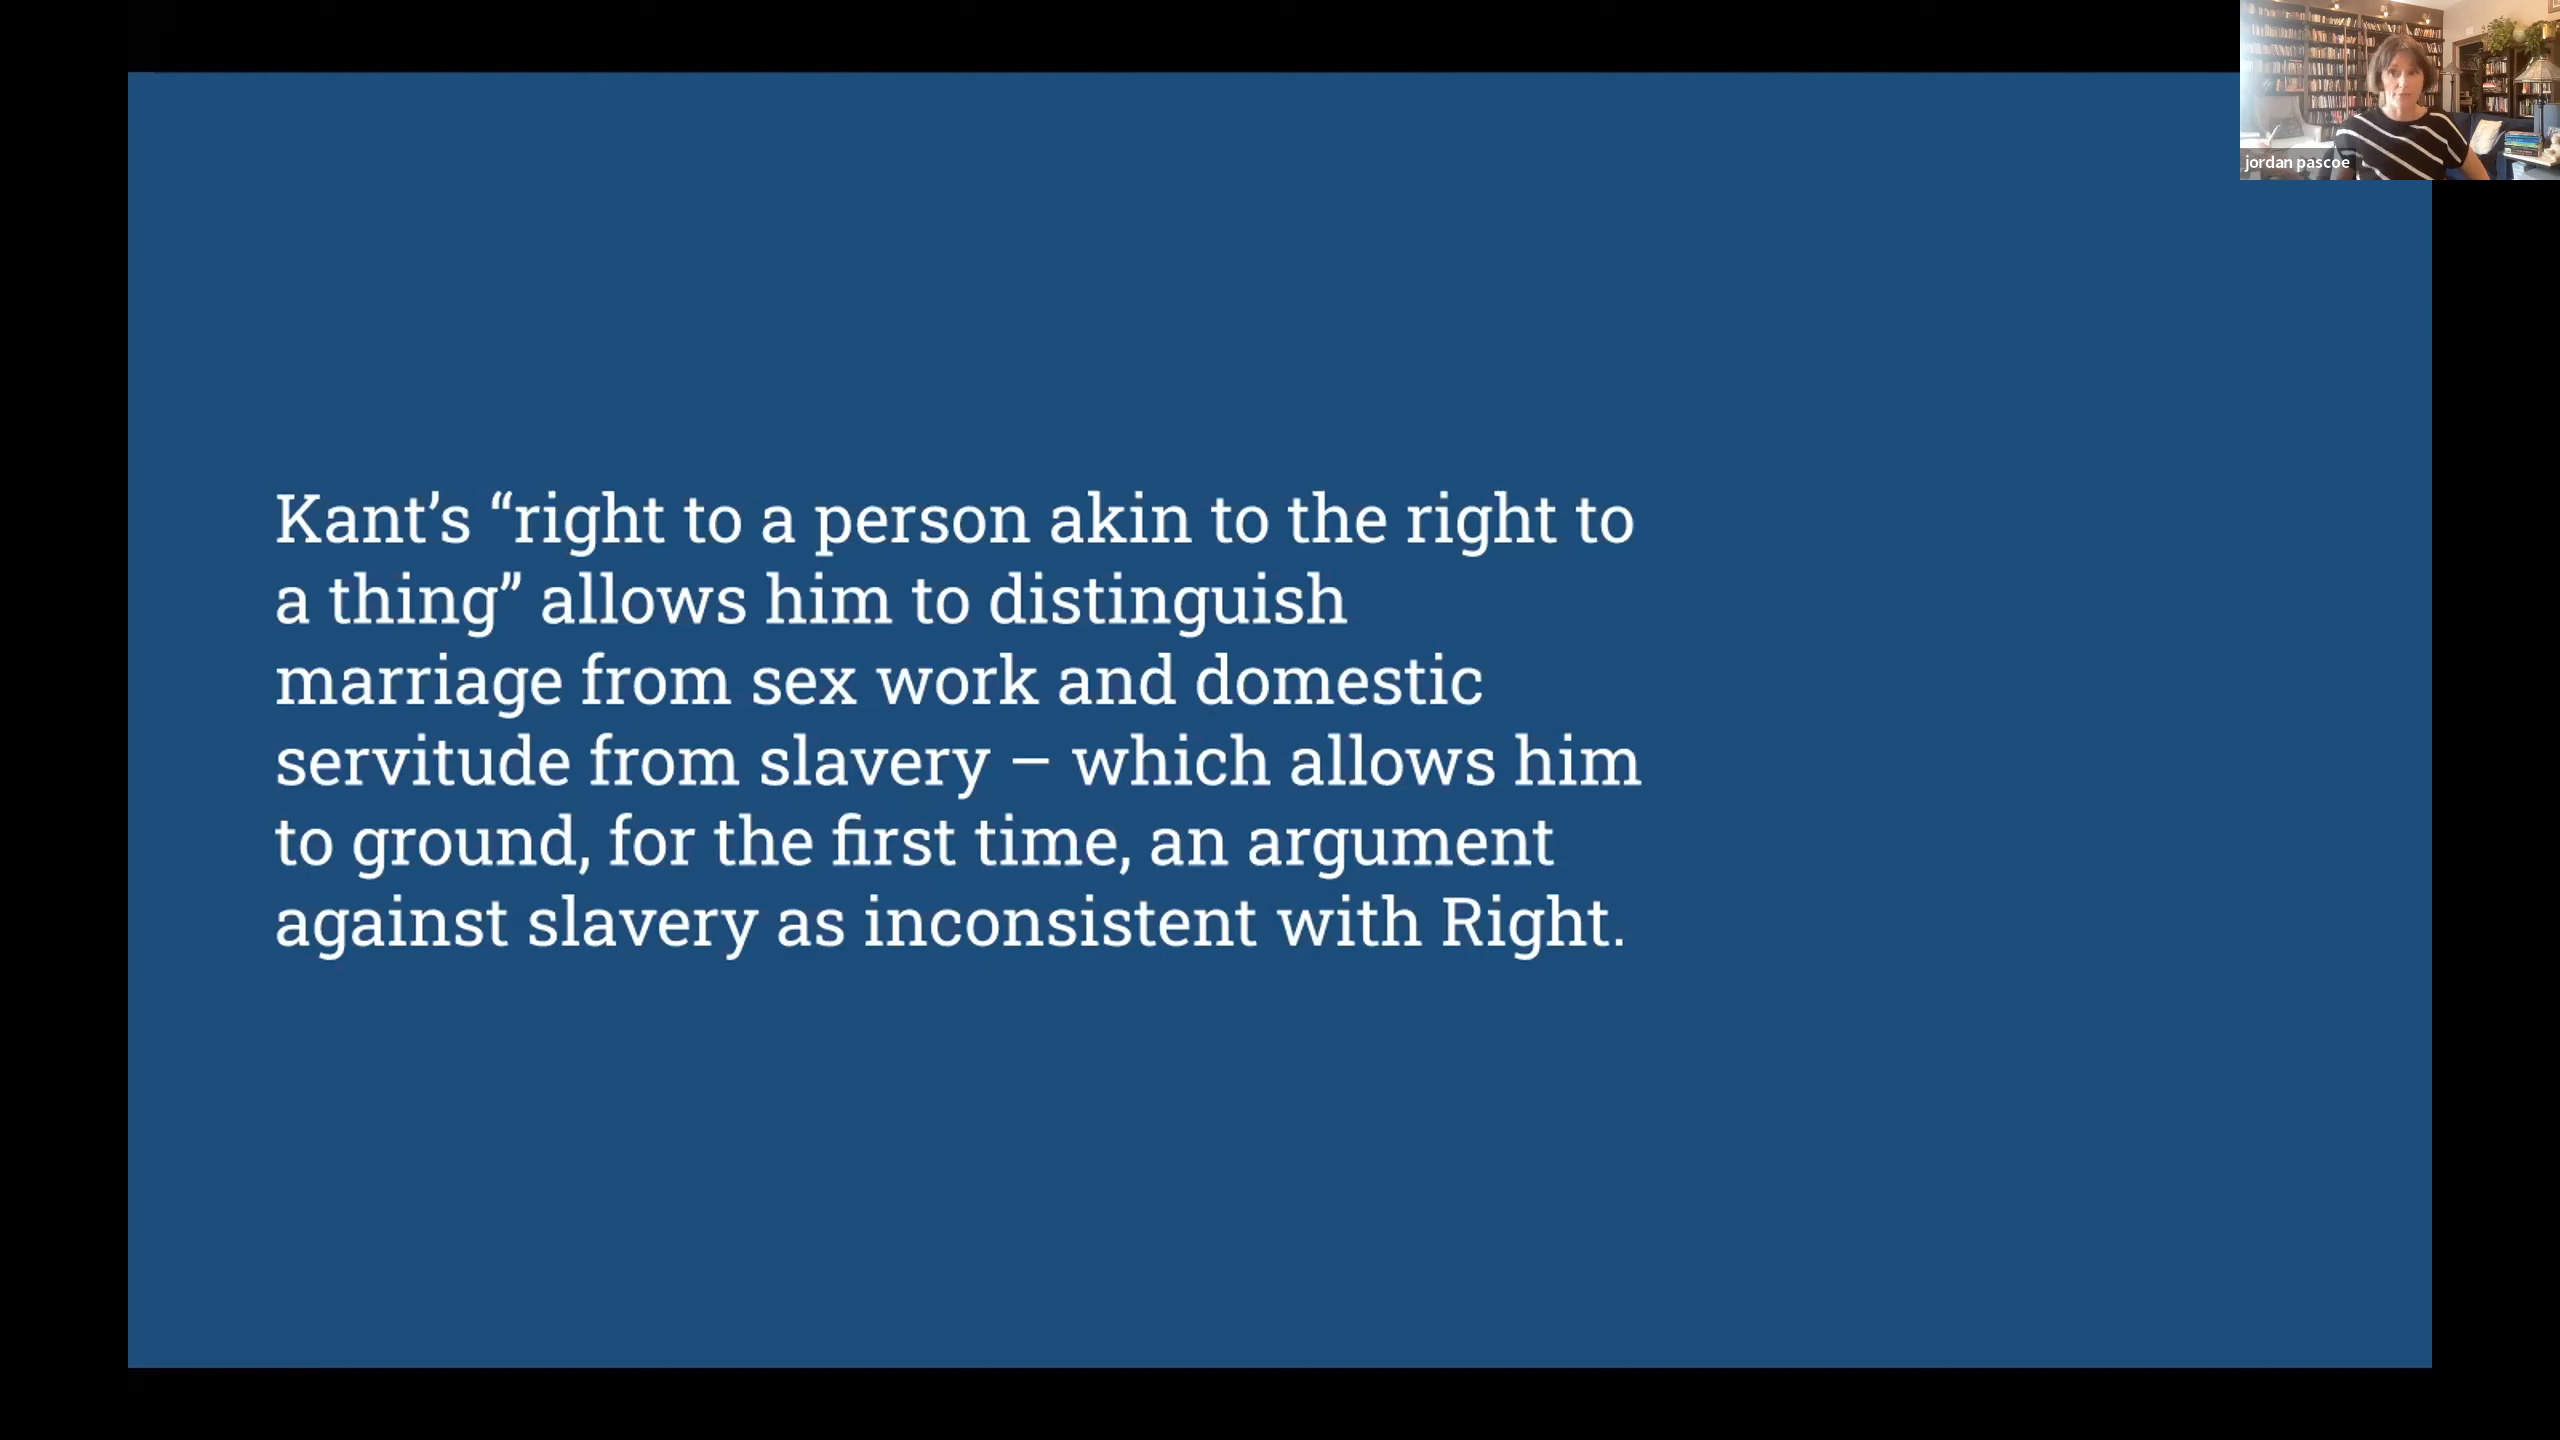 jordan pascoe
Kant’s “right to a person akin to the right to
a thing” allows him to distinguish
marriage from sex work and domestic
servitude from slavery – which allows him
to ground, for the first time, an argument
against slavery as inconsistent with Right.